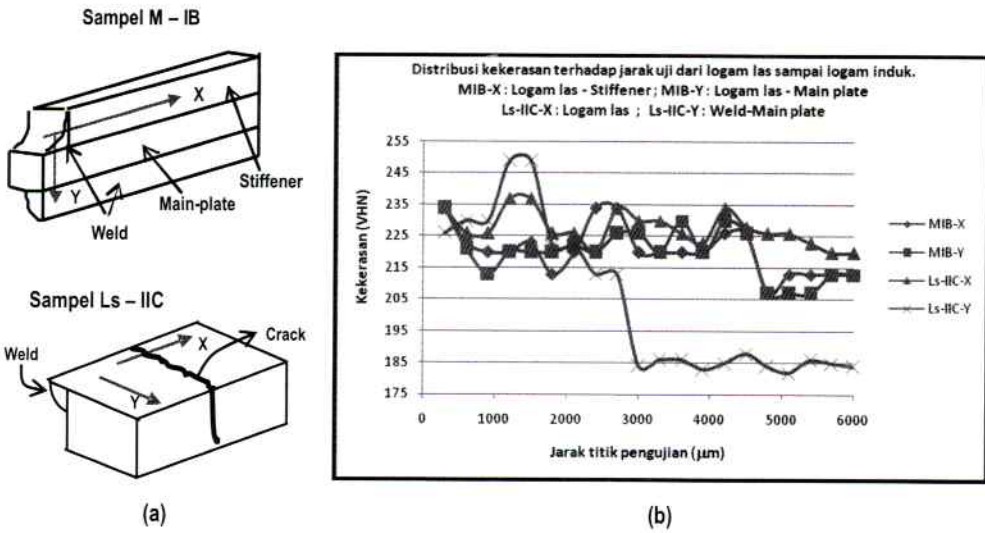 Sampel M – IB
X
Y
Stiffener
Main-plate
Weld
Sampel Ls – IIC
Weld
X
Crack
Y
(a)
Distribusi kekerasan terhadap jarak uji dari logam las sampai logam induk.
MIB-X : Logam las - Stiffener ; MIB-Y : Logam las - Main plate
Ls-IIC-X : Logam las ; Ls-IIC-Y : Weld-Main plate
Kekerasan (VHN)
255
245
235
225
215
205
195
185
175
0 1000 2000 3000 4000 5000 6000
Jarak titik pengujian (µm)
MIB-X
MIB-Y
Ls-IIC-X
Ls-IIC-Y
(b)